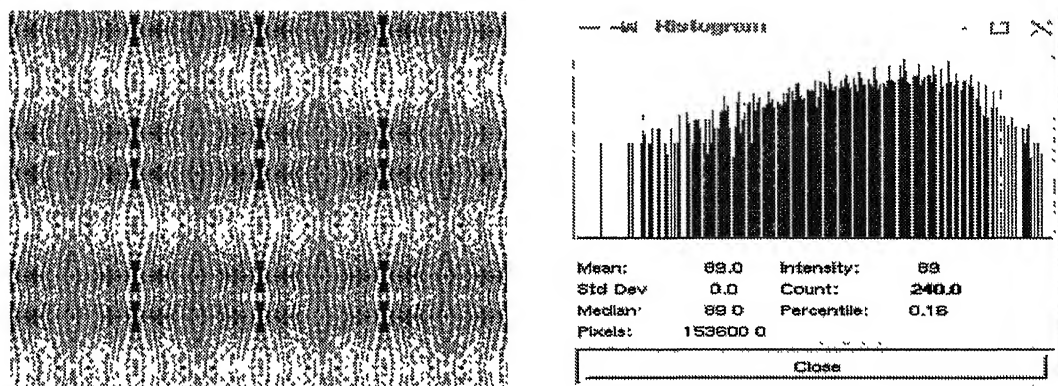 Histogram
Mean: 89.0 Intensity: 89
Std Dev 0.0 Count: 240.0
Median: 89 0 Percentile: 0.16
Pixels: 153600 0
Close